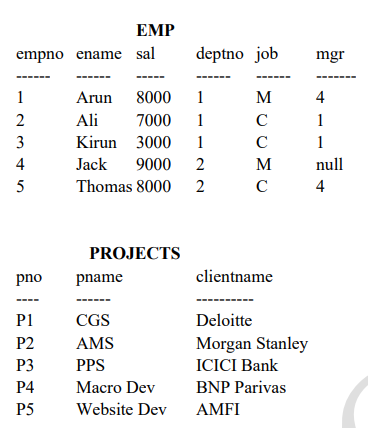 EMP
empno ename sal deptno job mgr
------ ------ ----- ------ ------ -------
1 Arun 8000 1 M 4
2 Ali 7000 1 C 1
3 Kirun 3000 1 C 1
4 Jack 9000 2 M null
5 Thomas 8000 2 C 4
PROJECTS
pno pname clientname
---- ------ ----------
P1 CGS Deloitte
P2 AMS Morgan Stanley
P3 PPS ICICI Bank
P4 Macro Dev BNP Parivas
P5 Website Dev AMFI